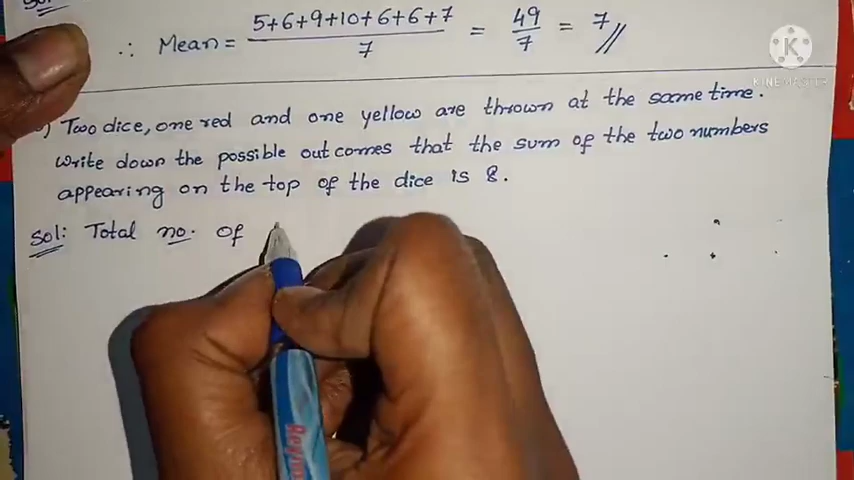 Sol:
∴ Mean = 5+6+9+10+6+6+7 / 7 = 49 / 7 = 7 //
K
KINEMASTER
) Two dice, one red and one yellow are thrown at the same time.
write down the possible outcomes that the sum of the two numbers
appearing on the top of the dice is 8.
Sol: Total no. of